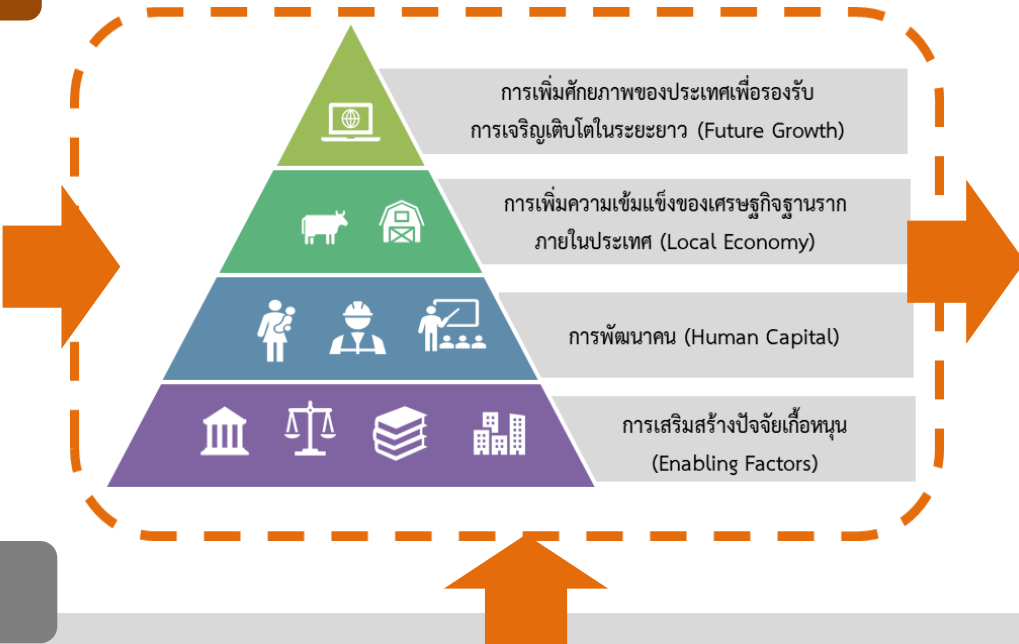 การเพิ่มศักยภาพของประเทศเพื่อรองรับ
การเจริญเติบโตในระยะยาว (Future Growth)
การเพิ่มความเข้มแข็งของเศรษฐกิจฐานราก
ภายในประเทศ (Local Economy)
การพัฒนาคน (Human Capital)
การเสริมสร้างปัจจัยเกื้อหนุน
(Enabling Factors)